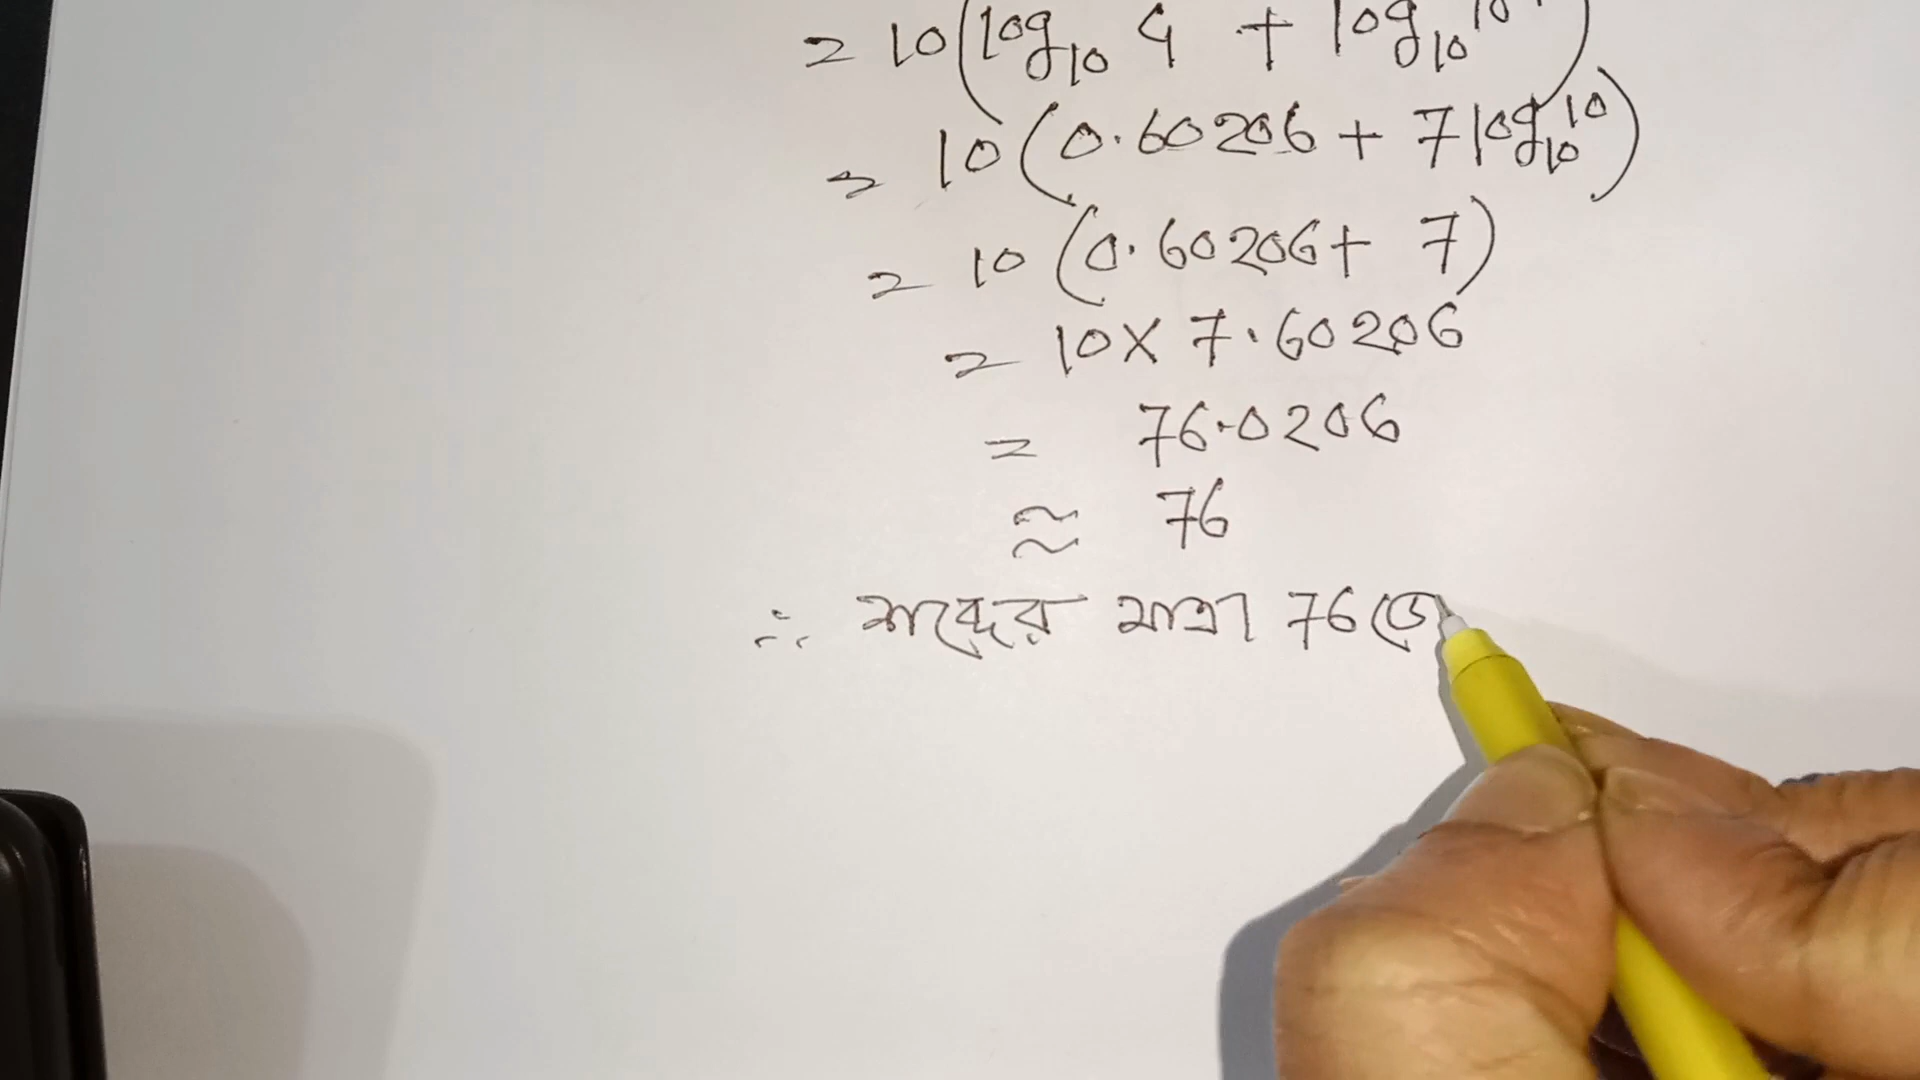 = 10(log₁₀ 4 + log₁₀ 10
= 10(0.60206 + 7 log₁₀ 10)
= 10(0.60206 + 7)
= 10 × 7.60206
= 76.0206
≈ 76
∴ শব্দের মাত্রা 76 ডে